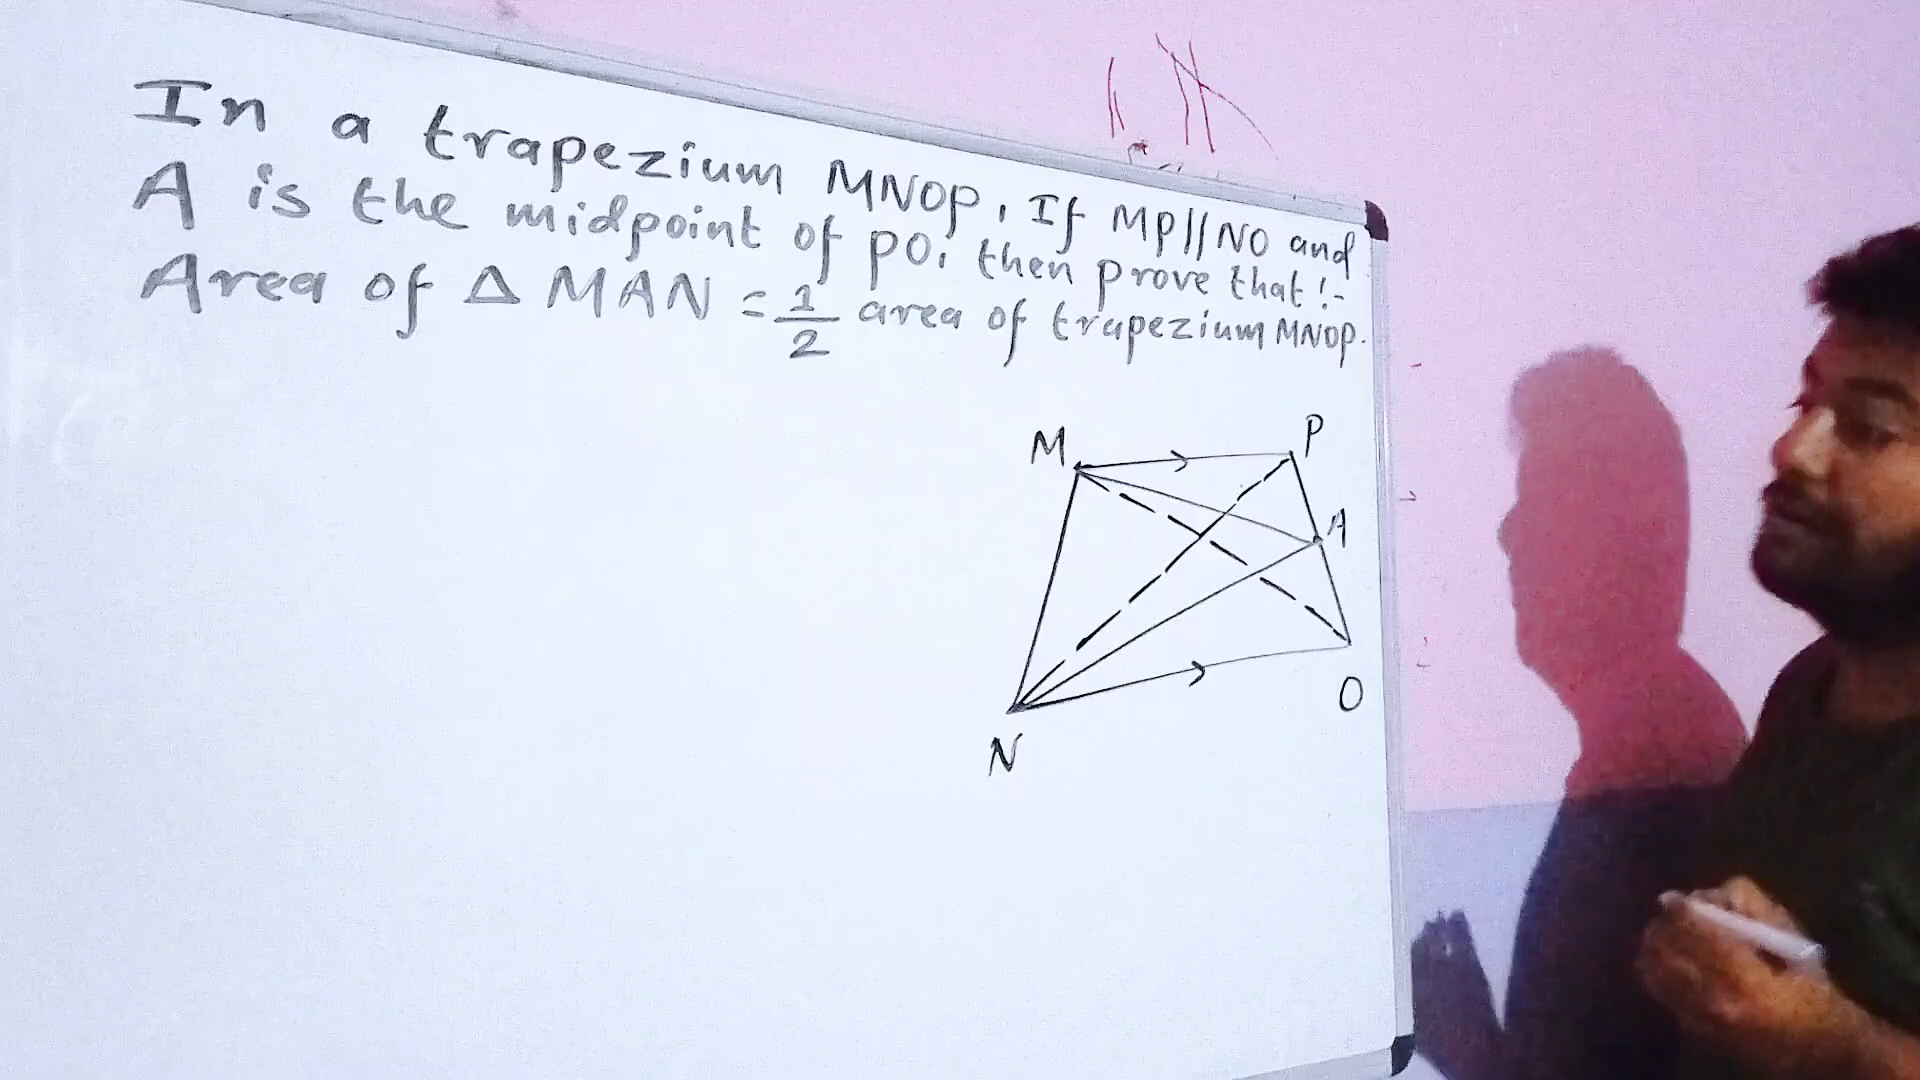 In a trapezium MNOP, If MP//NO and
A is the midpoint of PO, then prove that:-
Area of Δ MAN = 1/2 area of trapezium MNOP.
M
P
A
O
N